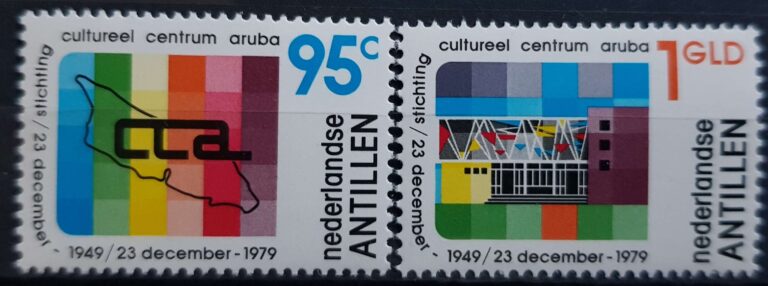 cultureel centrum aruba
95c
stichting / 23 december -
cca
1949 / 23 december - 1979
nederlandse
ANTILLEN
cultureel centrum aruba
1GLD
stichting / 23 december -
1949 / 23 december - 1979
nederlandse
ANTILLEN